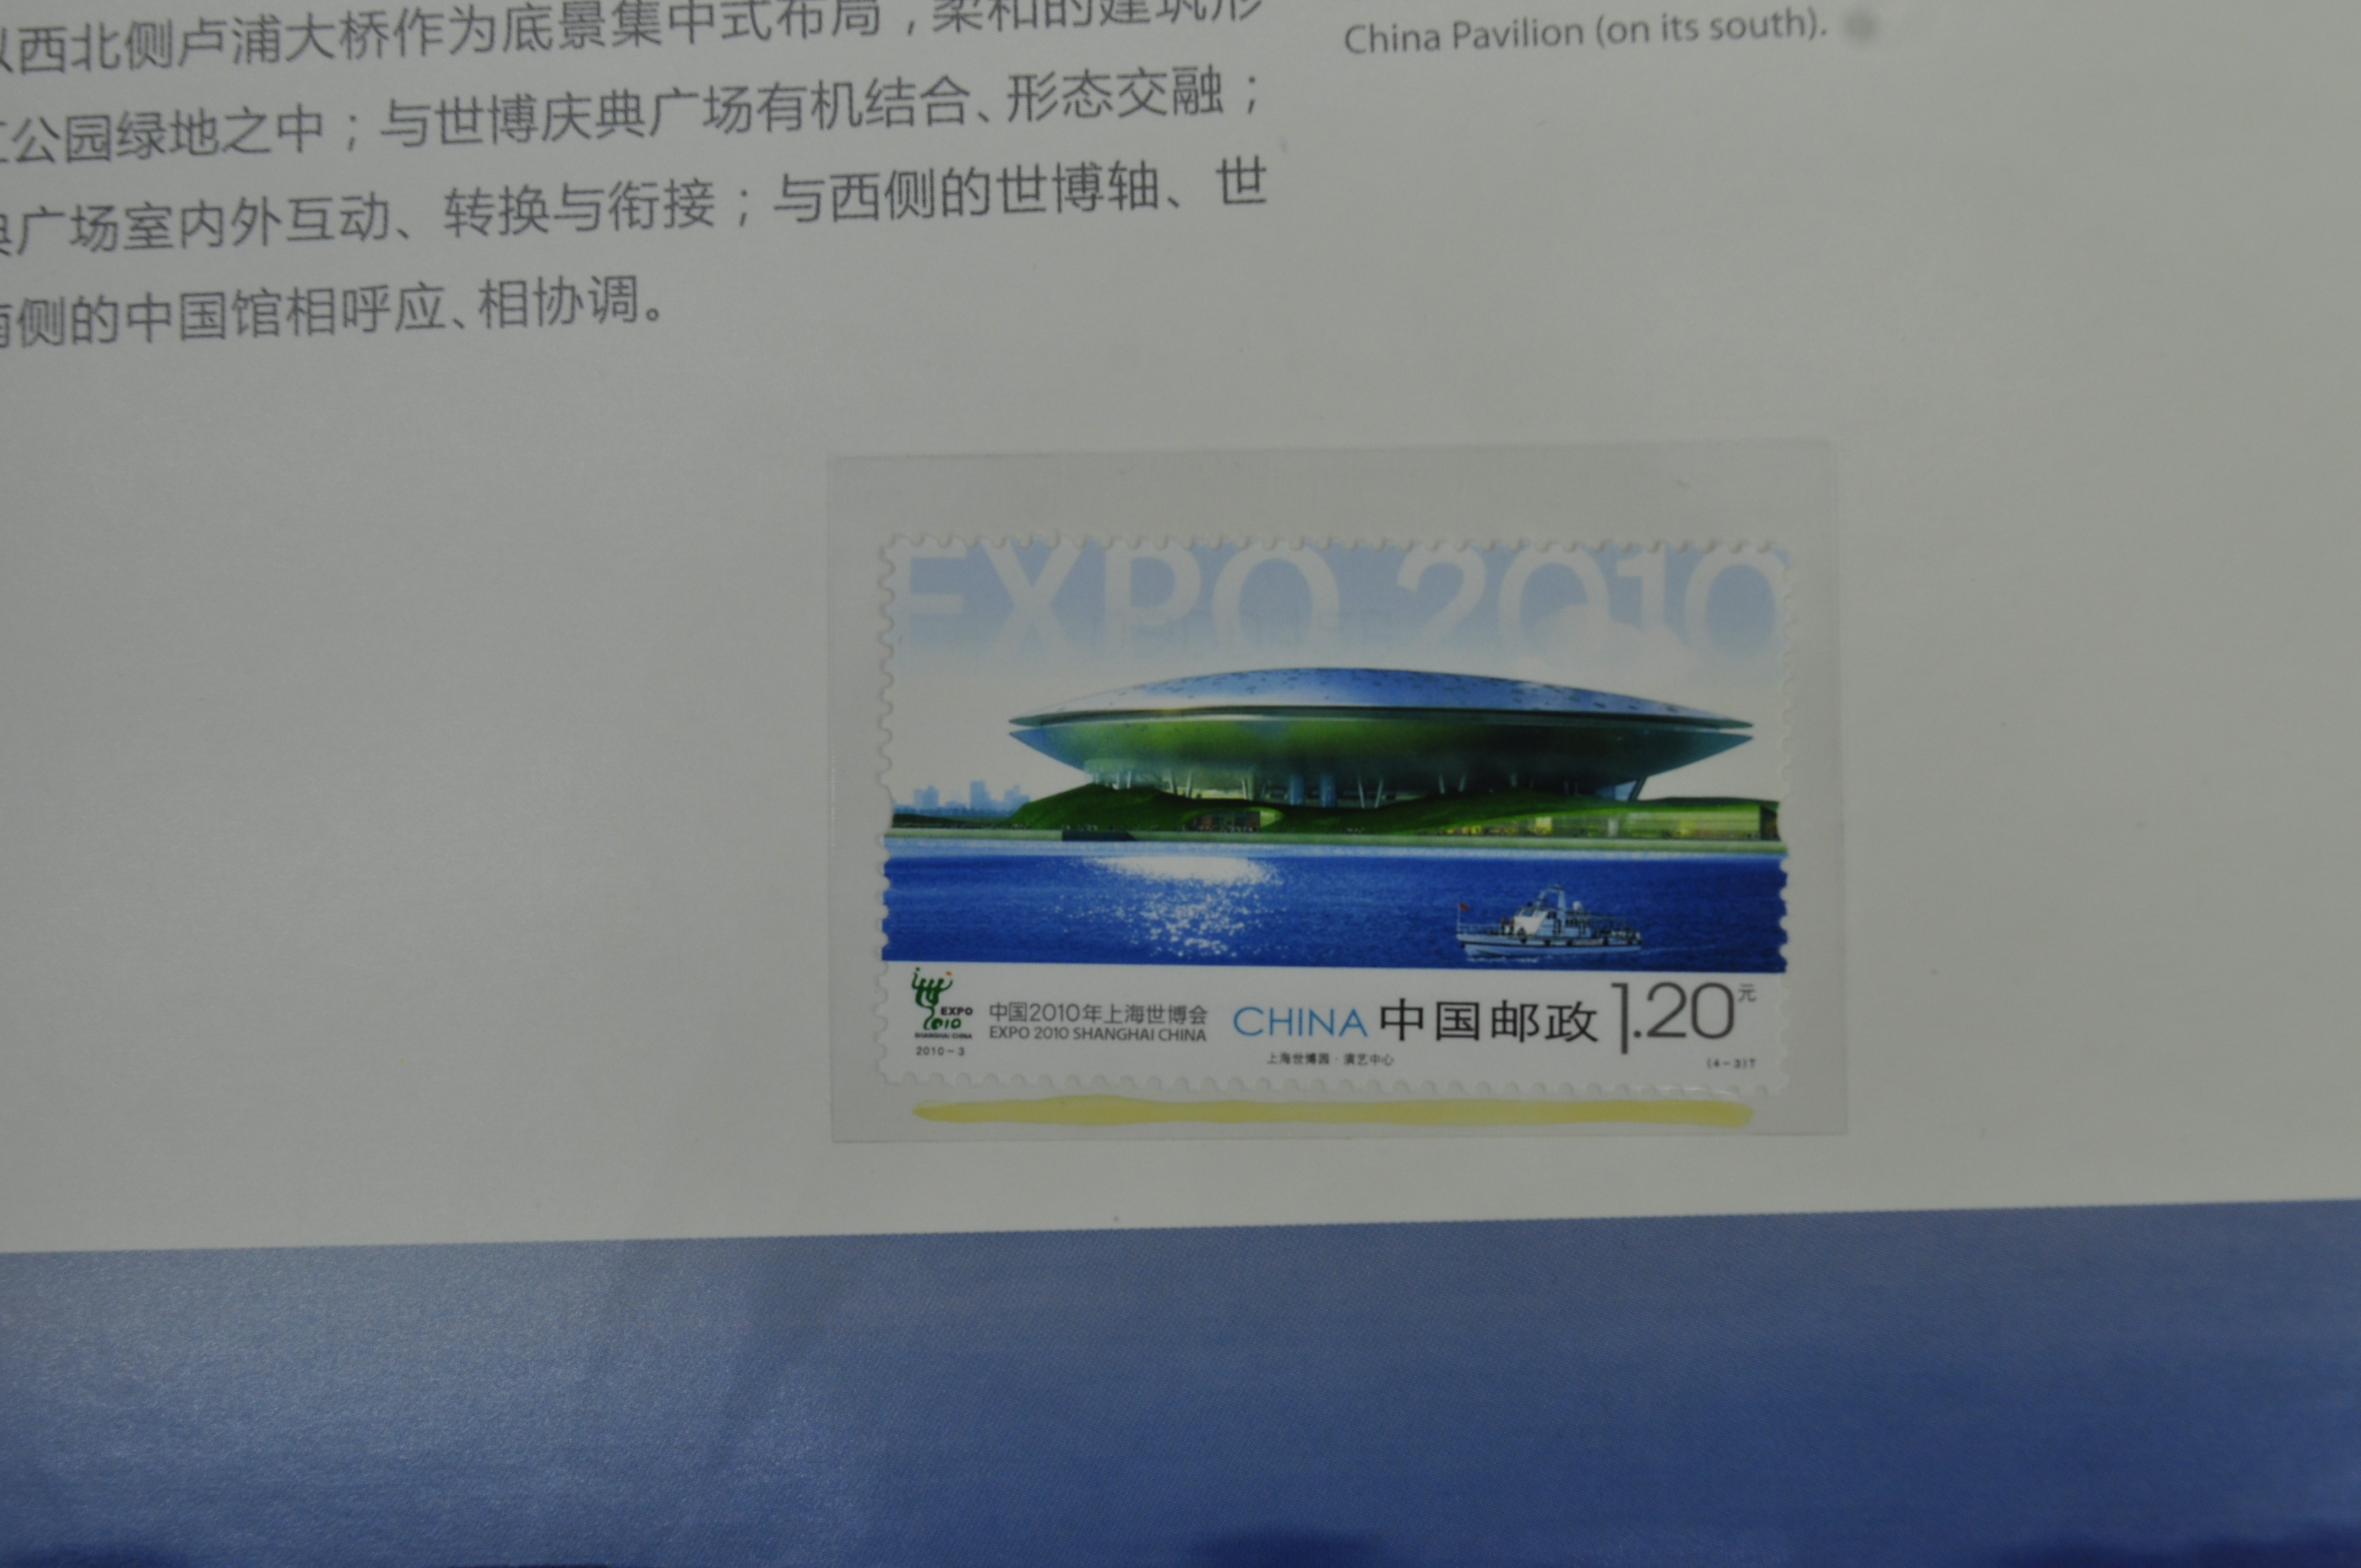 以西北侧卢浦大桥作为底景集中式布局，柔和的建筑形
江公园绿地之中；与世博庆典广场有机结合、形态交融；
典广场室内外互动、转换与衔接；与西侧的世博轴、世
南侧的中国馆相呼应、相协调。
China Pavilion (on its south).
EXPO 2010
EXPO
2010
SHANGHAI CHINA
2010-3
中国2010年上海世博会
EXPO 2010 SHANGHAI CHINA
CHINA 中国邮政 1.20元
上海世博园·演艺中心
(4-3)T